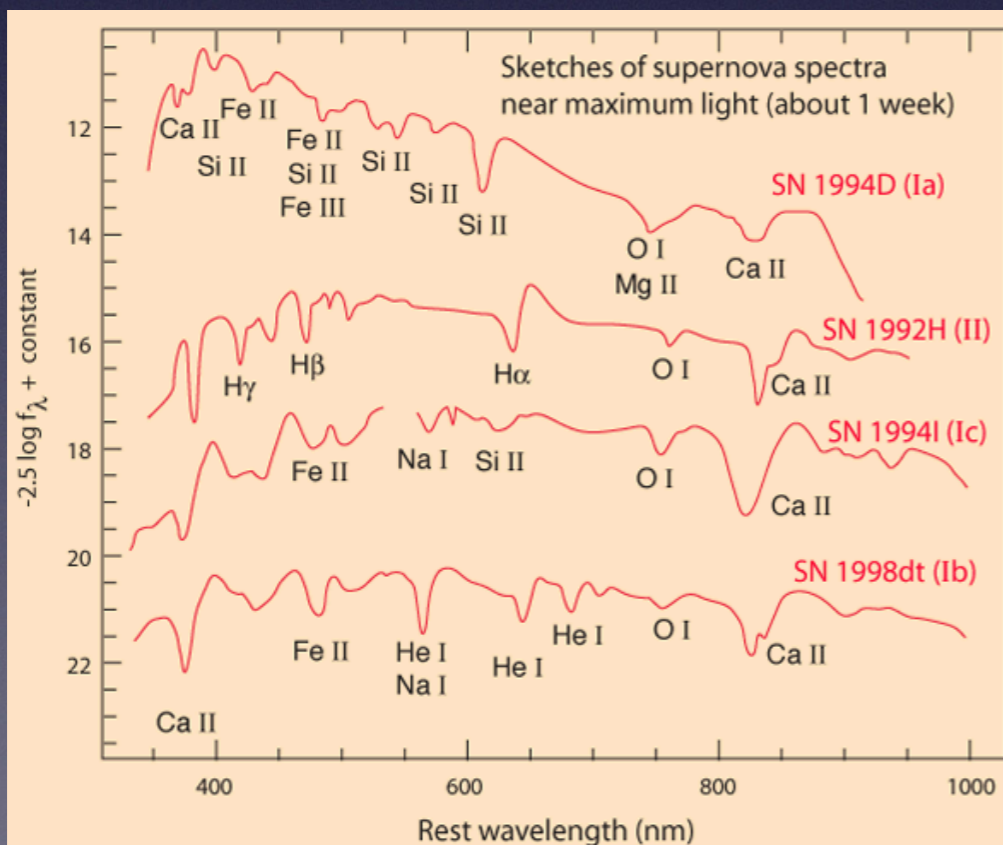 Sketches of supernova spectra
near maximum light (about 1 week)
12
14
16
18
20
22
-2.5 log fλ + constant
Ca II
Fe II
Si II
Fe II
Si II
Fe III
Si II
Si II
Si II
O I
Mg II
Ca II
SN 1994D (Ia)
Hγ
Hβ
Hα
O I
Ca II
SN 1992H (II)
Fe II
Na I
Si II
O I
Ca II
SN 1994I (Ic)
Ca II
Fe II
He I
Na I
He I
He I
O I
Ca II
SN 1998dt (Ib)
400
600
800
1000
Rest wavelength (nm)